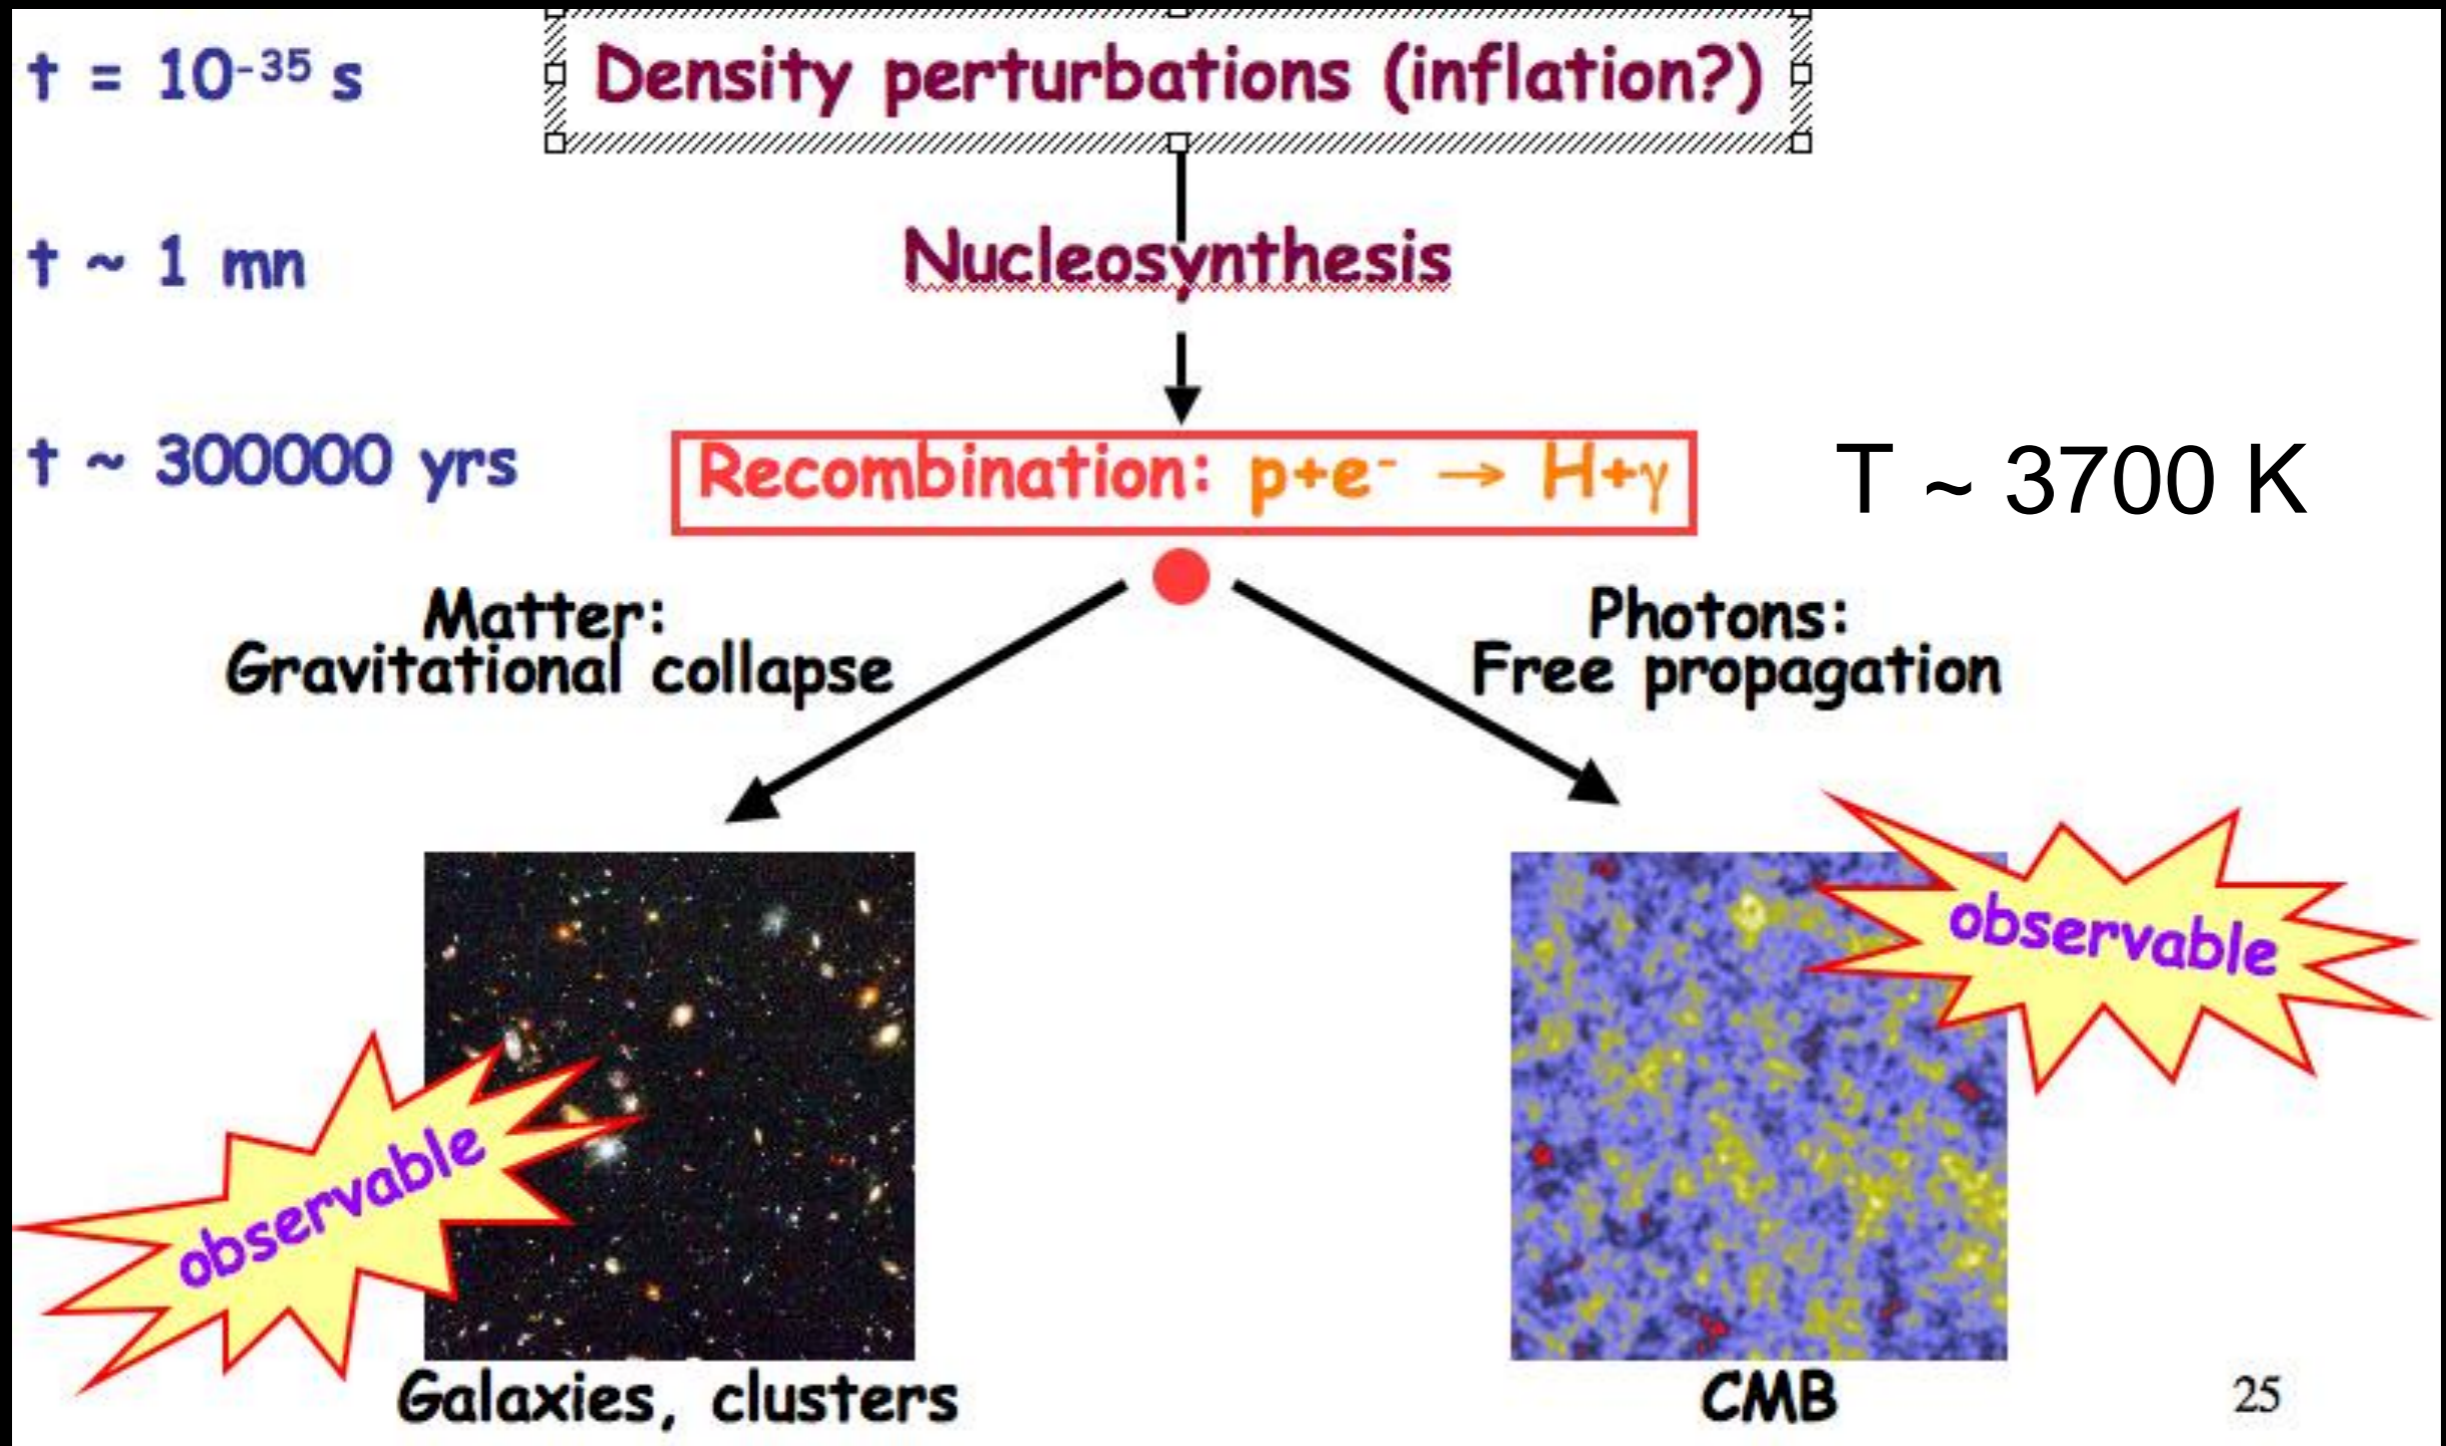 t = 10⁻³⁵ s
Density perturbations (inflation?)
t ~ 1 mn
Nucleosynthesis
t ~ 300000 yrs
Recombination: p+e⁻ → H+γ
T ~ 3700 K
Matter:
Gravitational collapse
Photons:
Free propagation
observable
observable
Galaxies, clusters
CMB
25